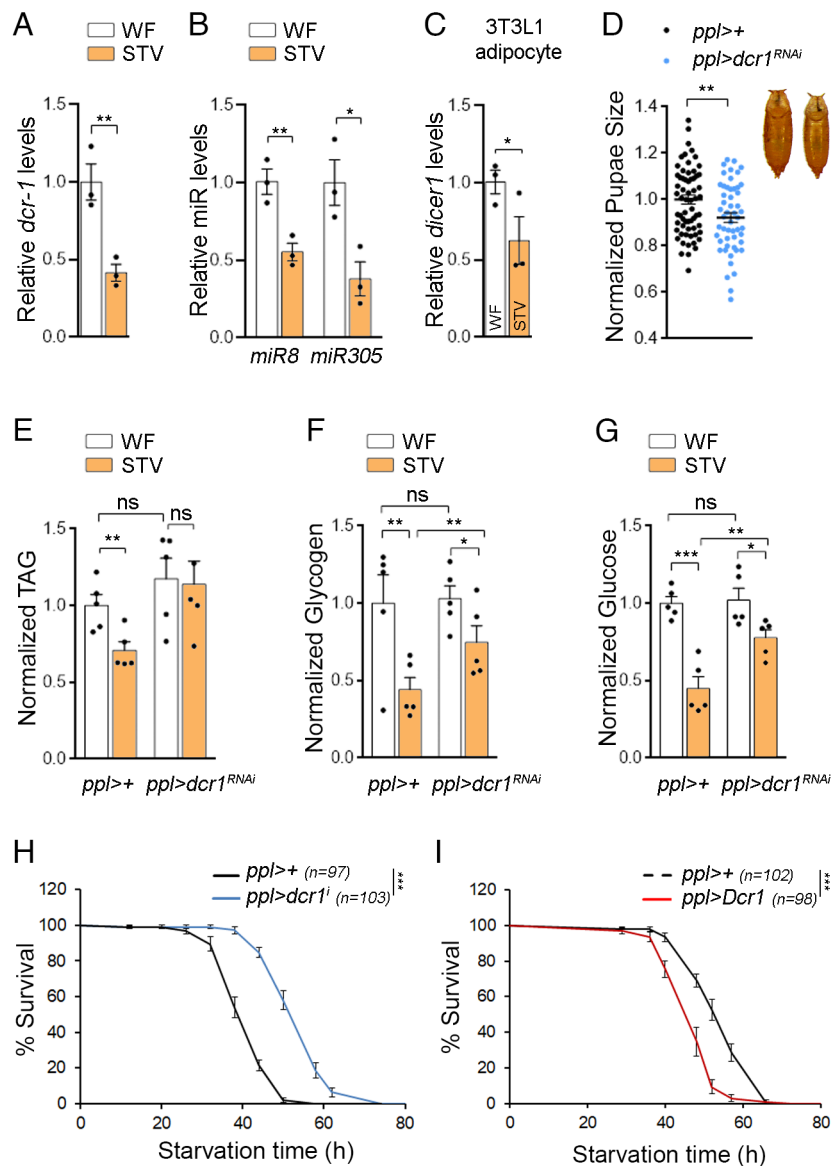 A
WF
STV
Relative dcr-1 levels
1.5
1.0
0.5
0.0
**
B
WF
STV
Relative miR levels
1.5
1.0
0.5
0.0
**
*
miR8 miR305
C
3T3L1
adipocyte
Relative dicer1 levels
1.5
1.0
0.5
0.0
*
WF
STV
D
ppl>+
ppl>dcr1RNAi
Normalized Pupae Size
1.4
1.2
1.0
0.8
0.6
0.4
**
E
WF
STV
Normalized TAG
1.5
1.0
0.5
0.0
ns
**
ns
ppl>+ ppl>dcr1RNAi
F
WF
STV
Normalized Glycogen
1.5
1.0
0.5
0.0
ns
**
**
*
ppl>+ ppl>dcr1RNAi
G
WF
STV
Normalized Glucose
1.5
1.0
0.5
0.0
ns
**
***
*
ppl>+ ppl>dcr1RNAi
H
ppl>+ (n=97)
ppl>dcr1i (n=103)
***
% Survival
120
100
80
60
40
20
0
0 20 40 60 80
Starvation time (h)
I
ppl>+ (n=102)
ppl>Dcr1 (n=98)
***
% Survival
120
100
80
60
40
20
0
0 20 40 60 80
Starvation time (h)